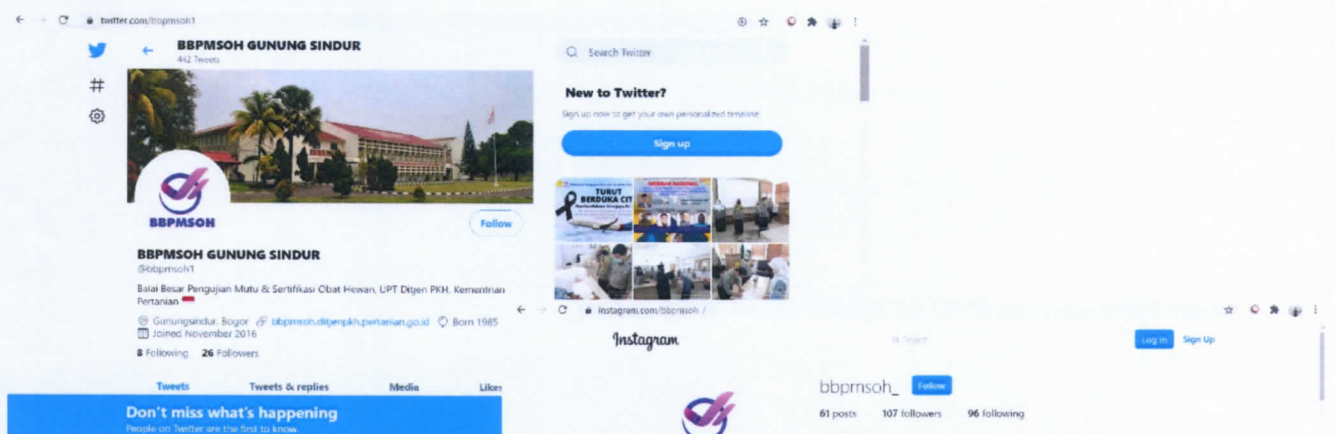 twitter.com/bbpmsoh1
BBPMSOH GUNUNG SINDUR
442 Tweets
Search Twitter
New to Twitter?
Sign up now to get your own personalized timeline!
Sign up
TURUT
BERDUKA CIT
WEBINAR NASIONAL
BBPMSOH
Follow
BBPMSOH GUNUNG SINDUR
@bbpmsoh1
Balai Besar Pengujian Mutu & Sertifikasi Obat Hewan, UPT Ditjen PKH, Kementrian
Pertanian
Gunungsindur, Bogor bbpmsoh.ditjenpkh.pertanian.go.id Born 1985
Joined November 2016
8 Following 26 Followers
Tweets Tweets & replies Media Likes
Don't miss what's happening
People on Twitter are the first to know.
instagram.com/bbpmsoh_/
Instagram
Search
Log In Sign Up
bbpmsoh_ Follow
61 posts 107 followers 96 following